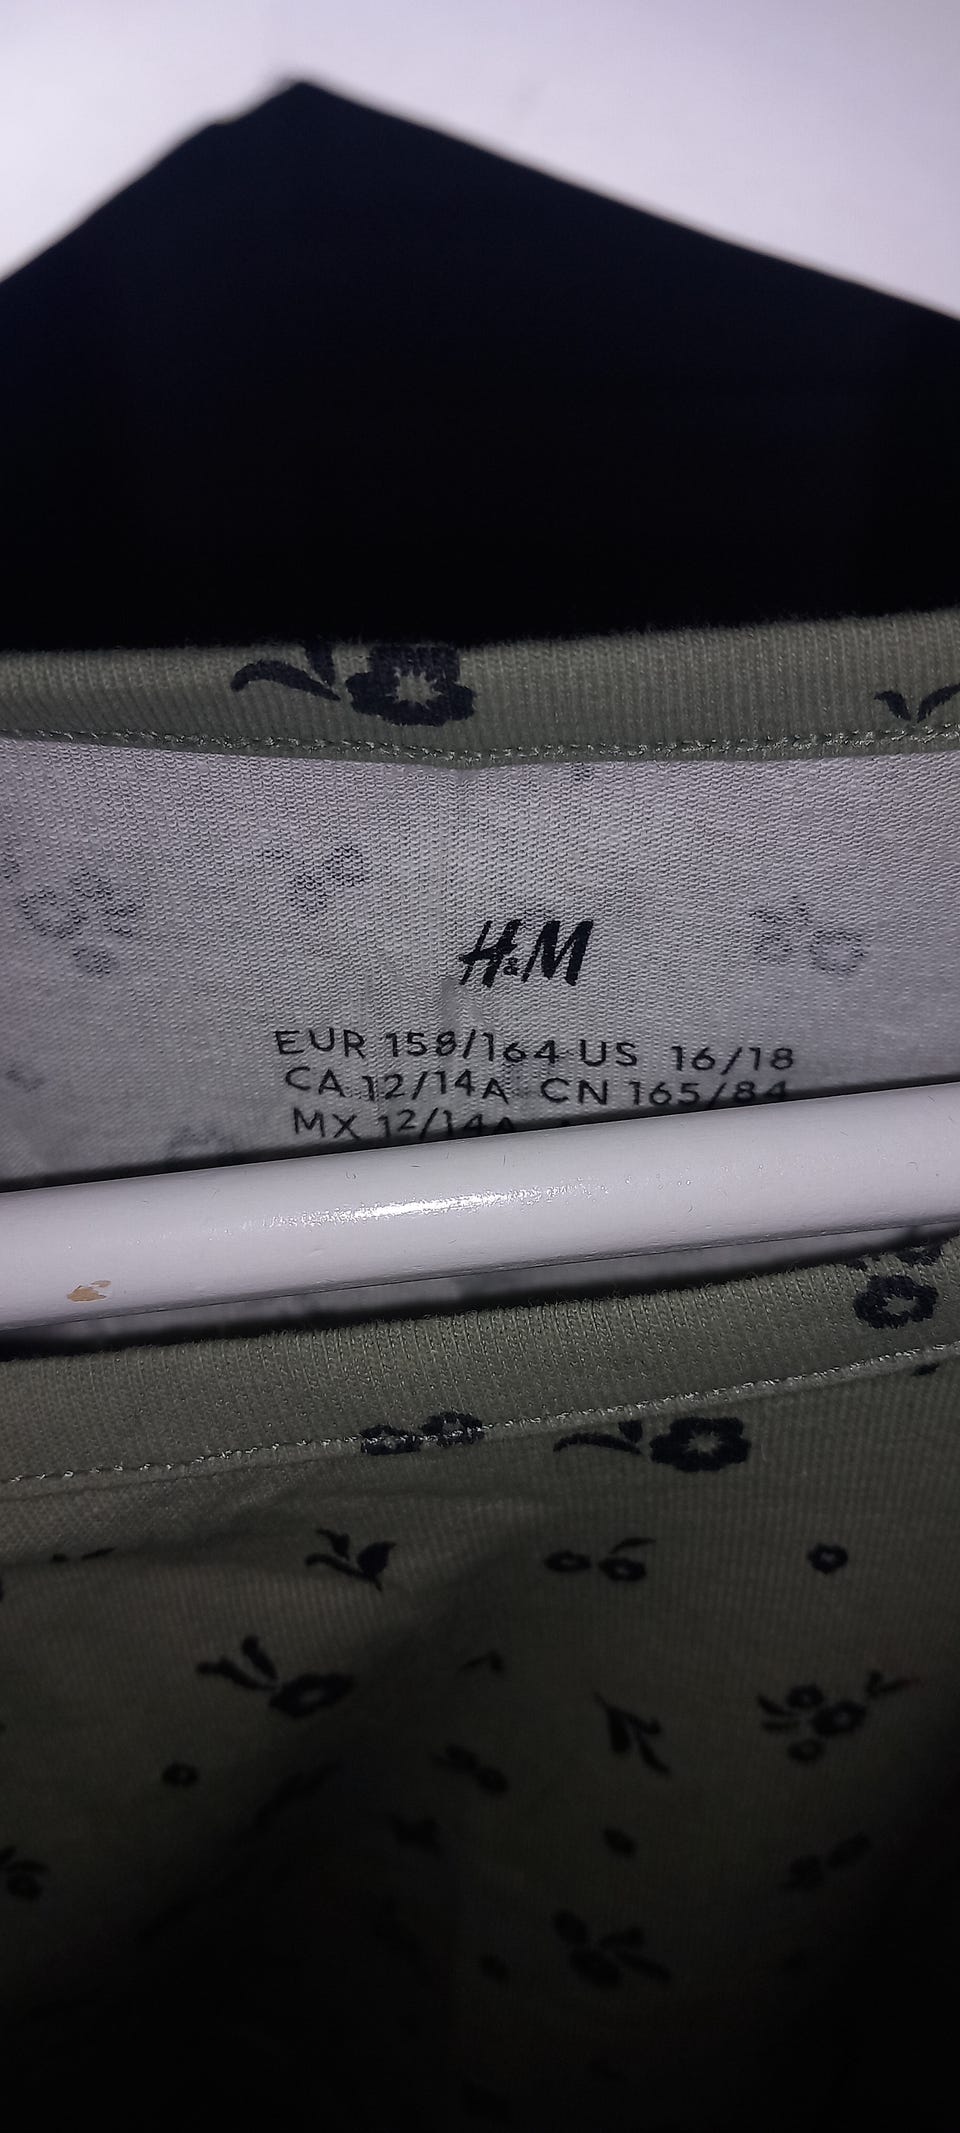 H&M
EUR 158/164 US 16/18
CA 12/14A CN 165/84
MX 12/14A